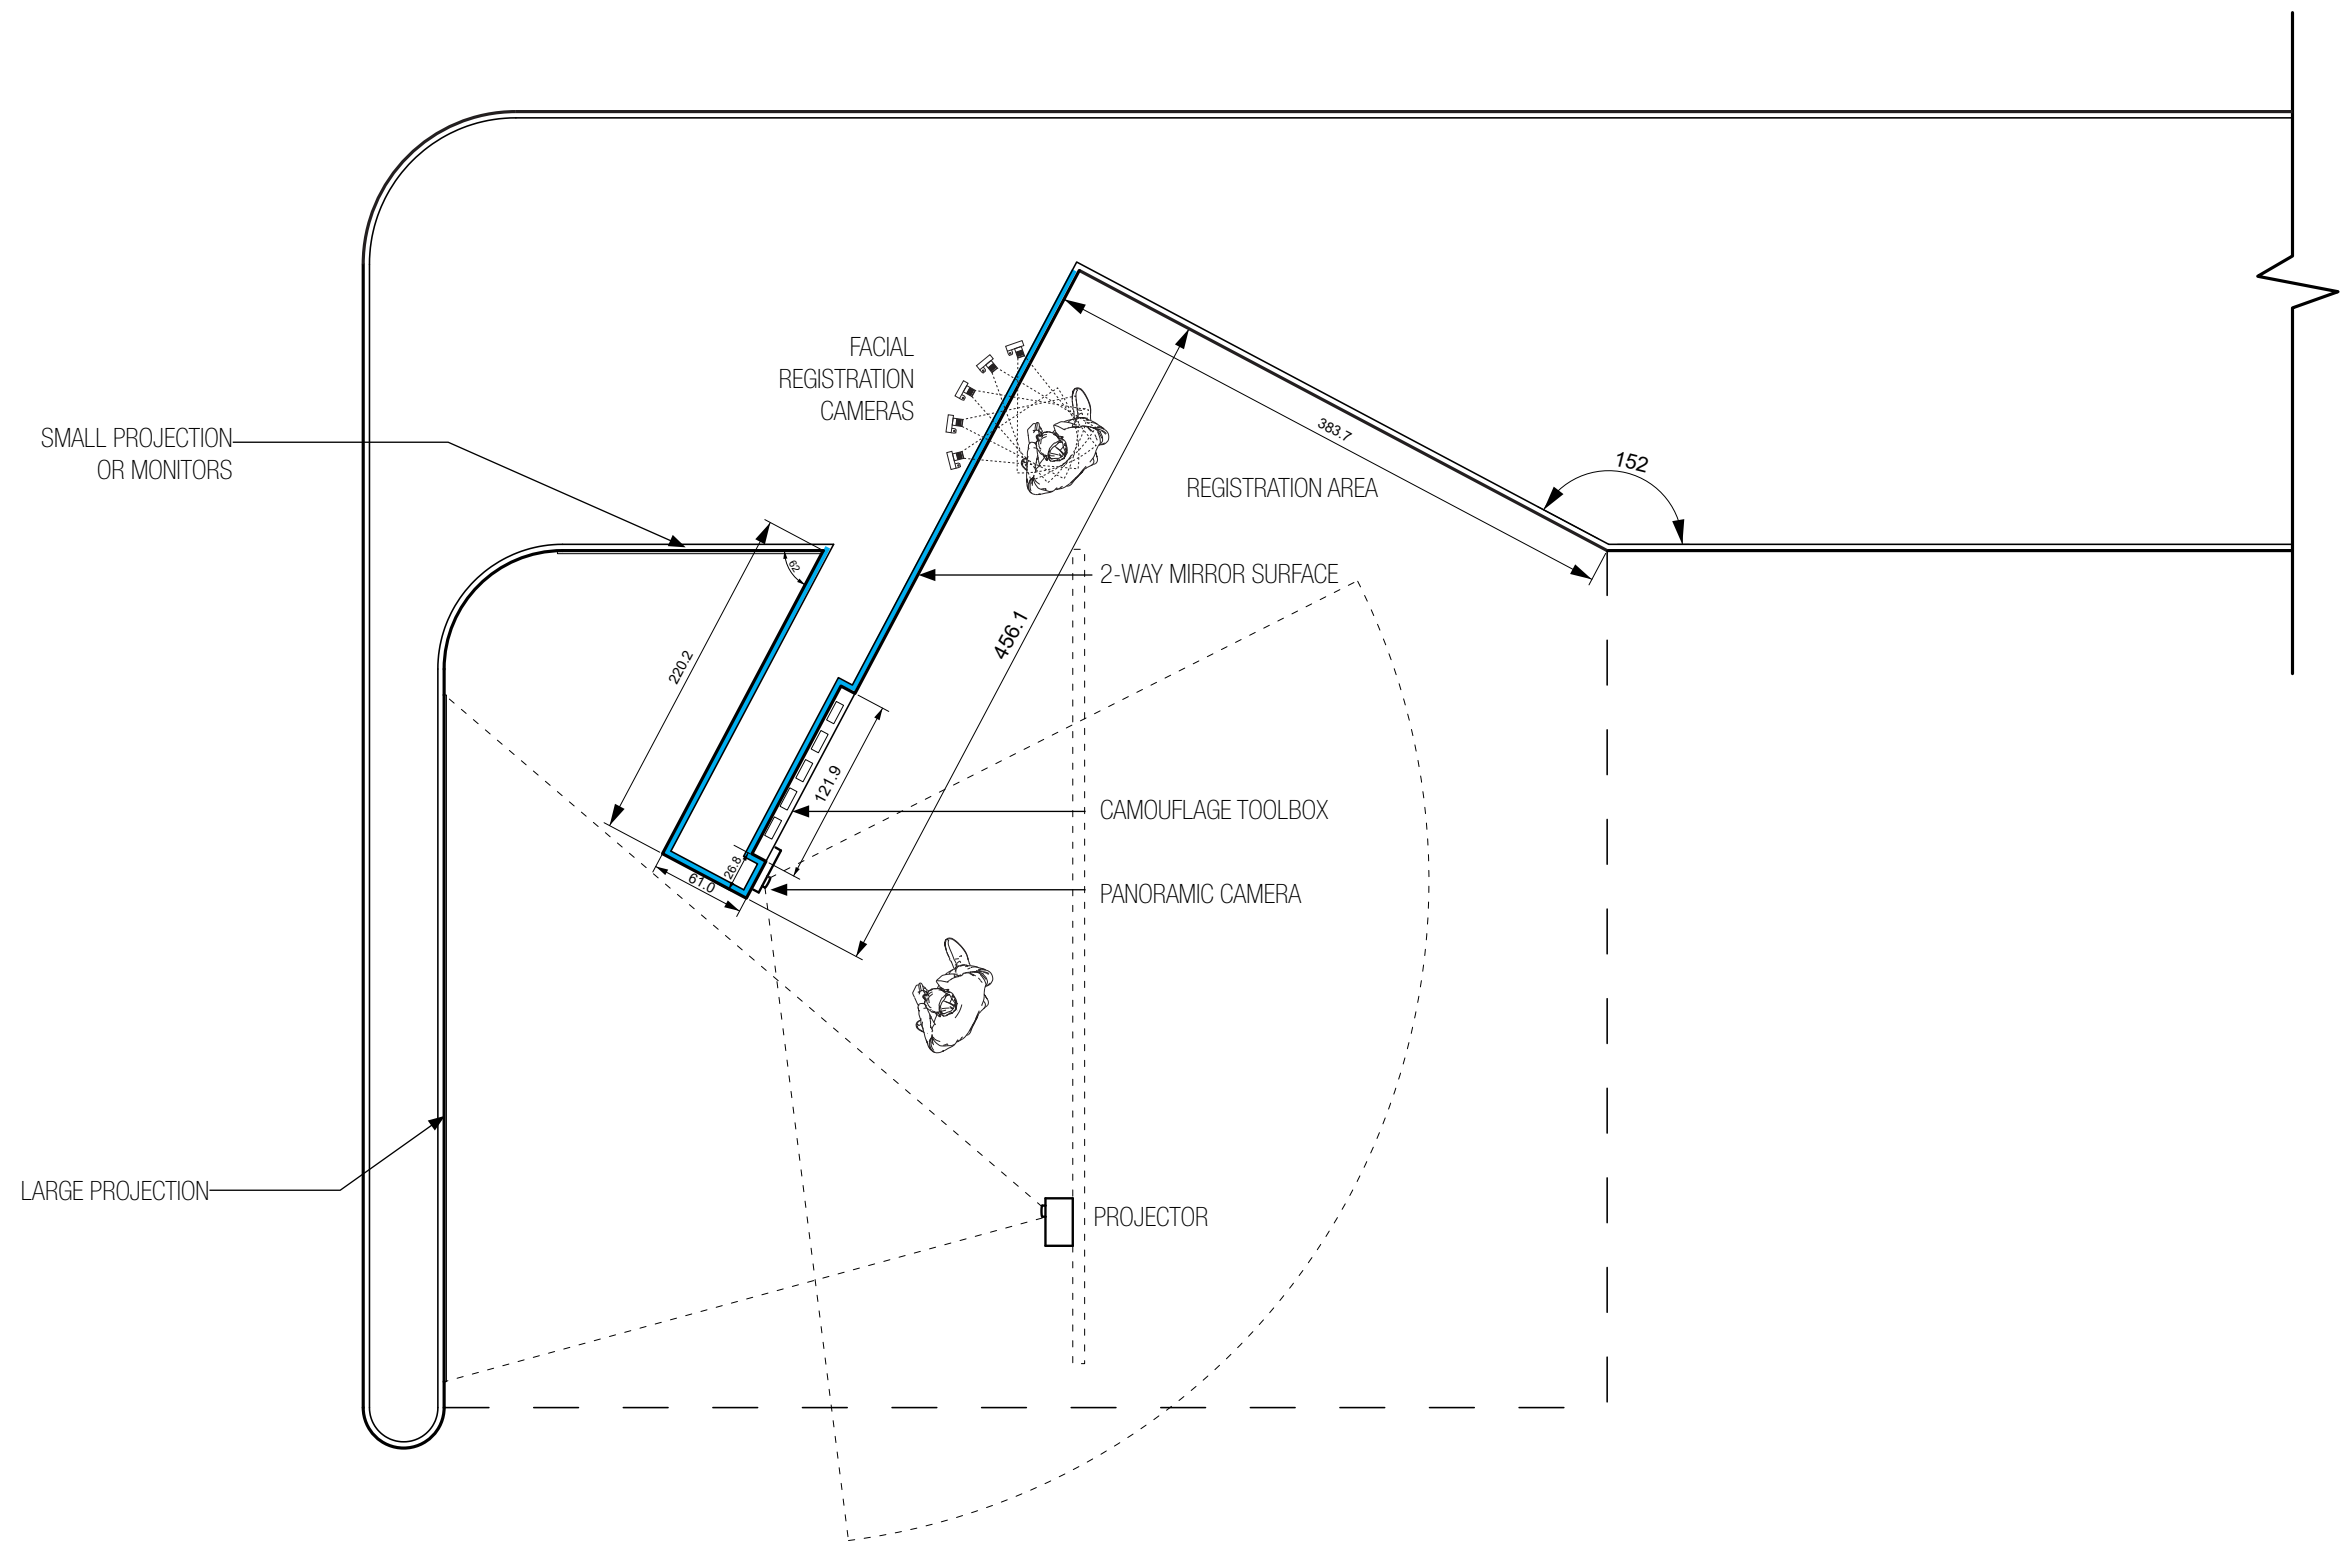 FACIAL
REGISTRATION
CAMERAS
SMALL PROJECTION
OR MONITORS
383.7
152
REGISTRATION AREA
62
2-WAY MIRROR SURFACE
456.1
220.2
121.9
CAMOUFLAGE TOOLBOX
26.8
61.0
PANORAMIC CAMERA
LARGE PROJECTION
PROJECTOR